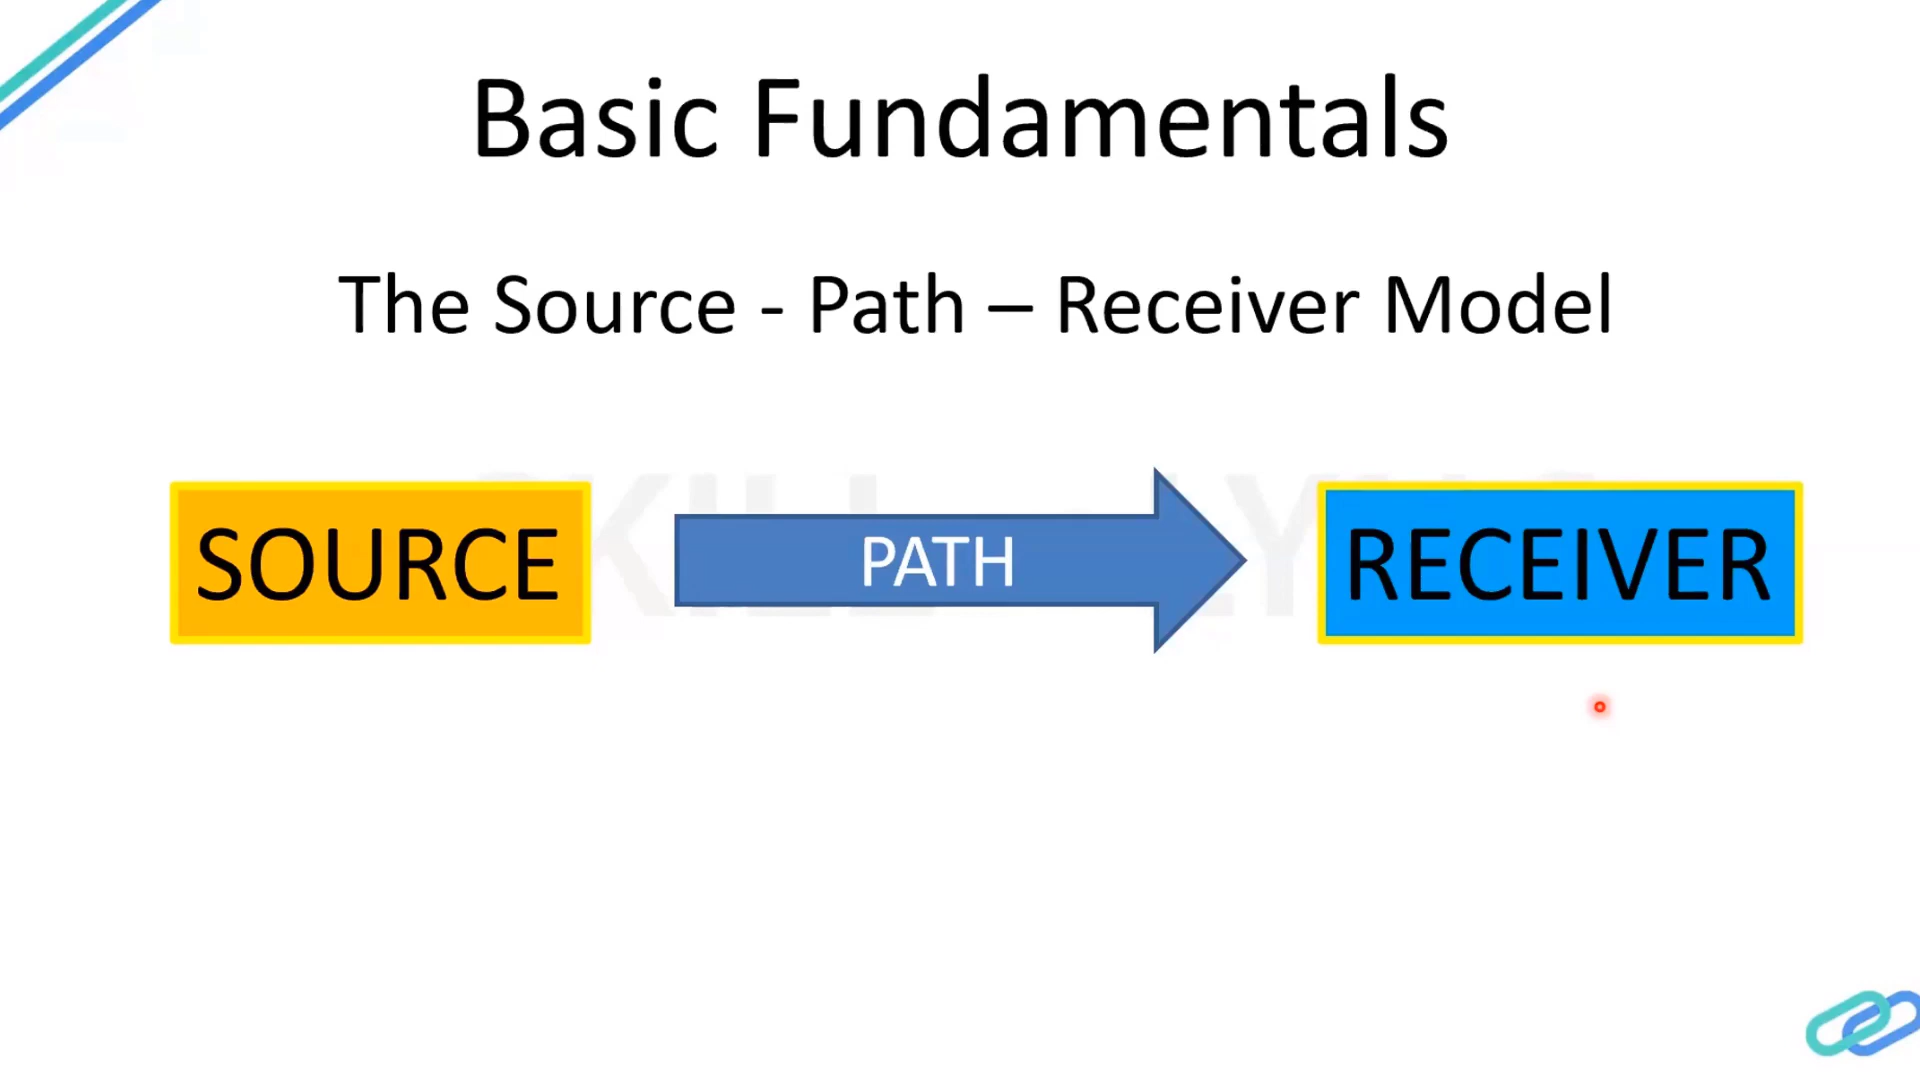 Basic Fundamentals
The Source - Path – Receiver Model
SOURCE
PATH
RECEIVER